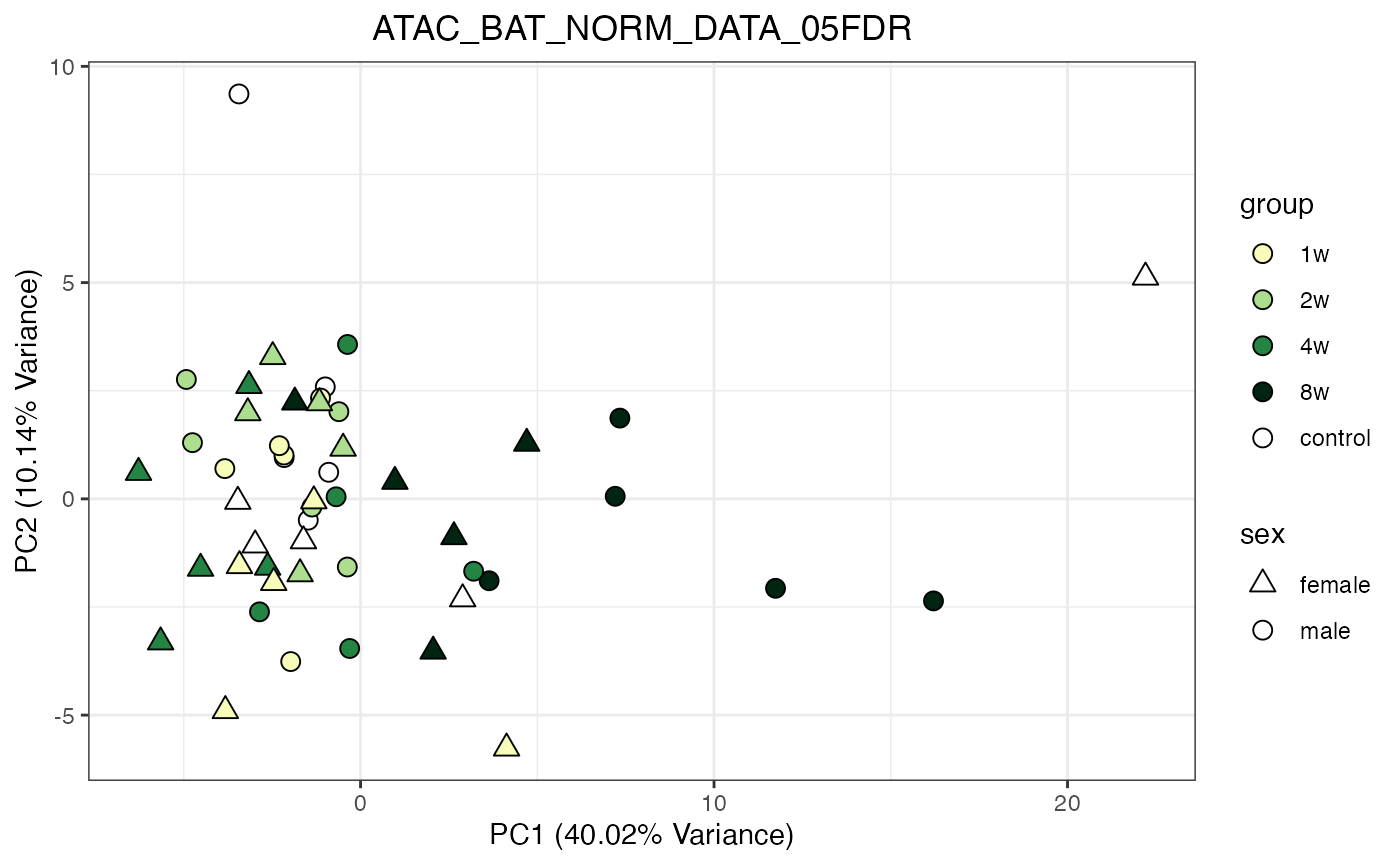 ATAC_BAT_NORM_DATA_05FDR
10
5
0
-5
PC2 (10.14% Variance)
0
10
20
PC1 (40.02% Variance)
group
1w
2w
4w
8w
control
sex
female
male